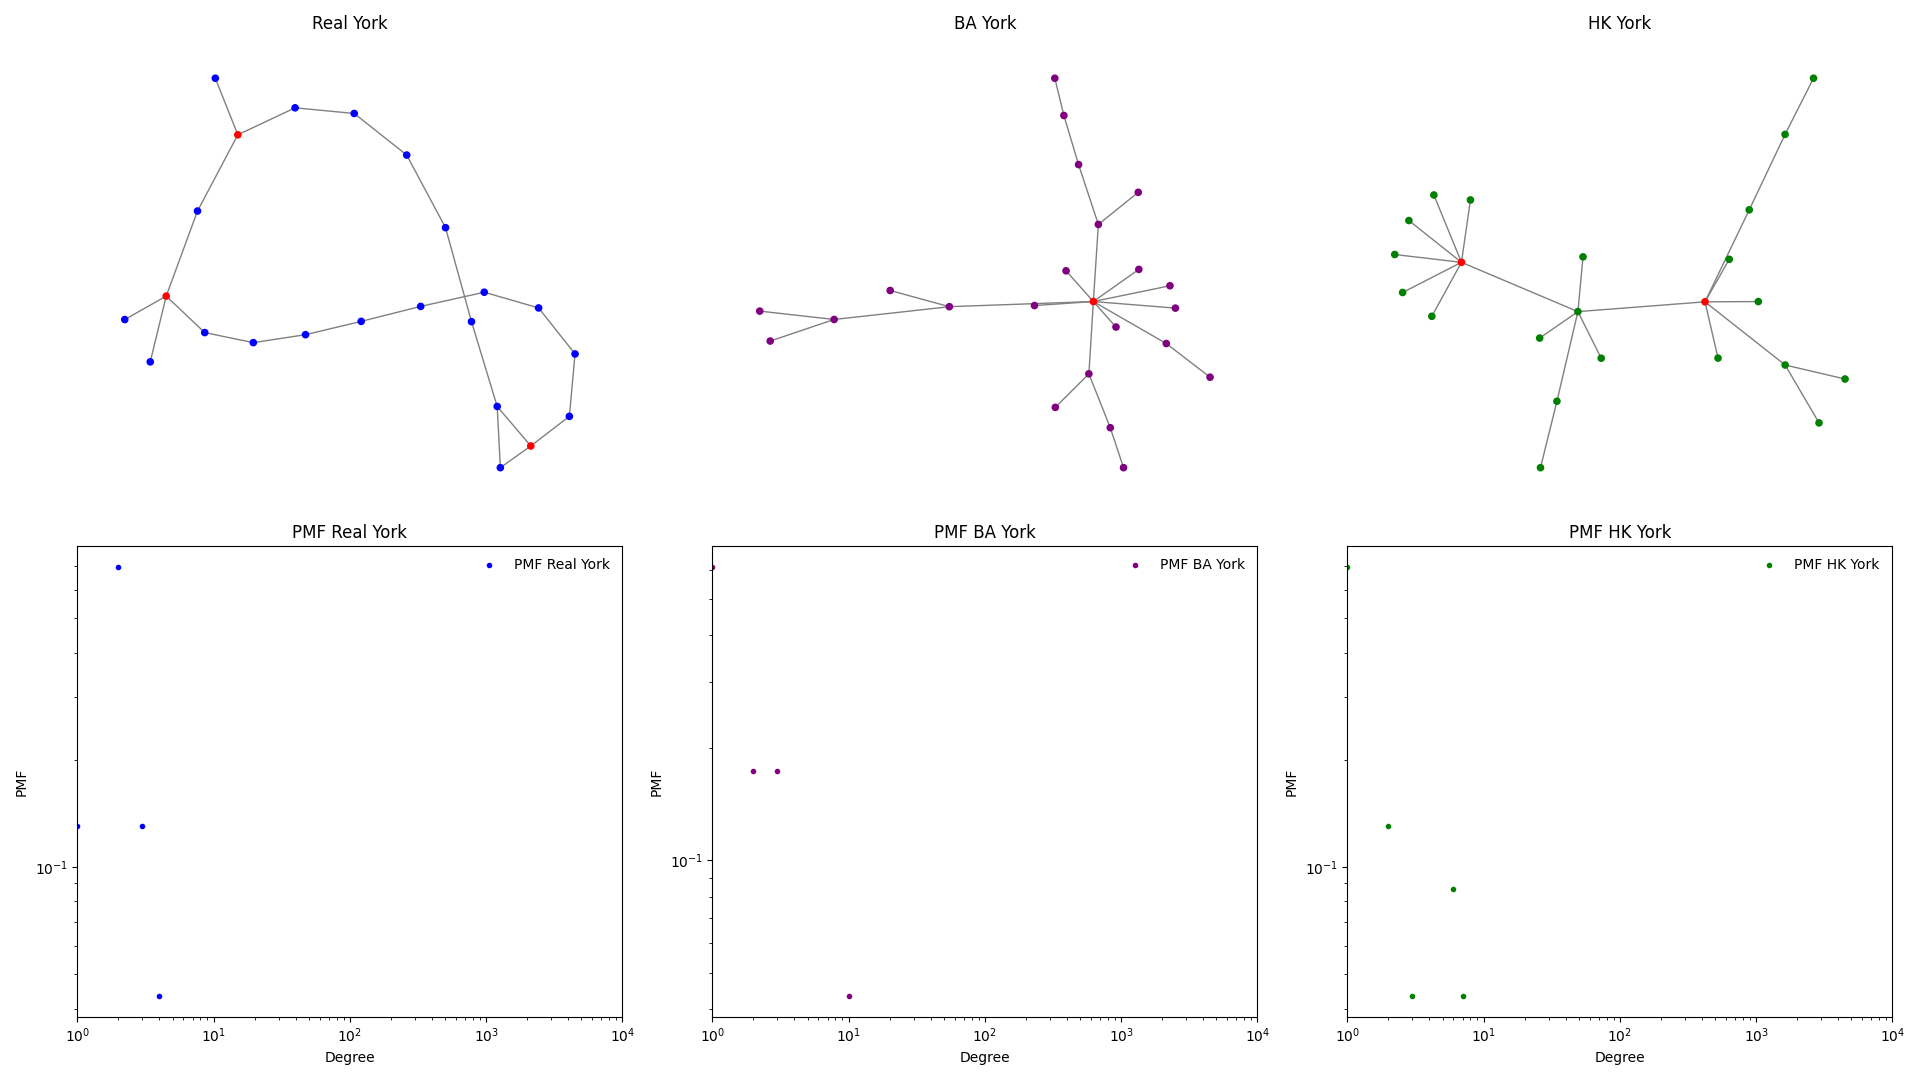 Real York
BA York
HK York
PMF Real York
PMF Real York
PMF
10⁻¹
10⁰ 10¹ 10² 10³ 10⁴
Degree
PMF BA York
PMF BA York
PMF
10⁻¹
10⁰ 10¹ 10² 10³ 10⁴
Degree
PMF HK York
PMF HK York
PMF
10⁻¹
10⁰ 10¹ 10² 10³ 10⁴
Degree